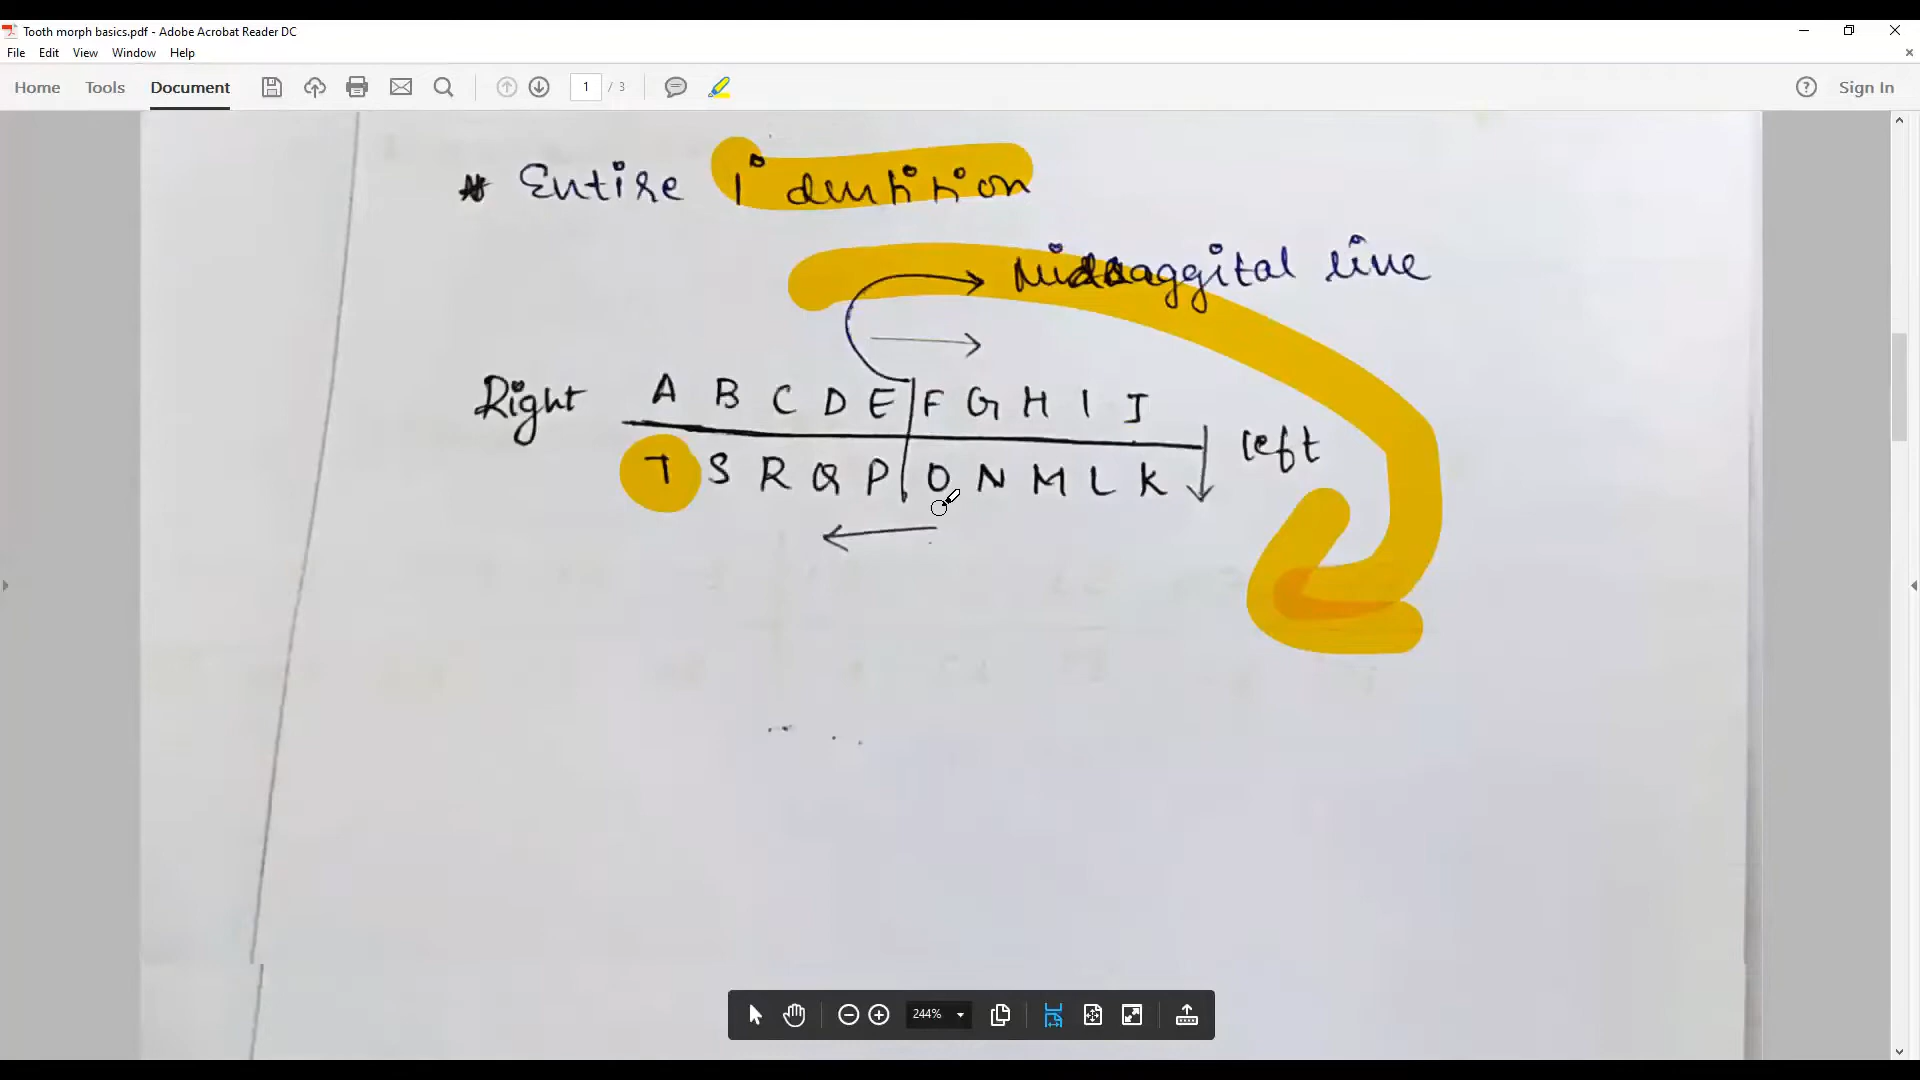 Tooth morph basics.pdf - Adobe Acrobat Reader DC
File Edit View Window Help
Home Tools Document 1 / 3 Sign In
* Entire 1° dentition
Midsaggital line
Right A B C D E F G H I J
T S R Q P O N M L K left
244%